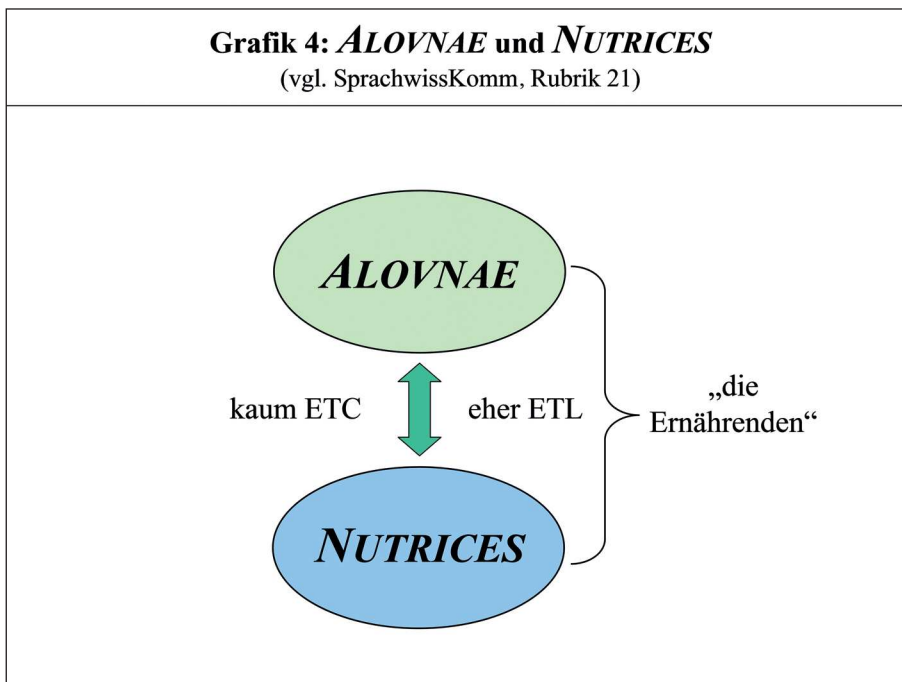 Grafik 4: ALOVNAE und NUTRICES
(vgl. SprachwissKomm, Rubrik 21)
ALOVNAE
kaum ETC
eher ETL
„die
Ernährenden“
NUTRICES